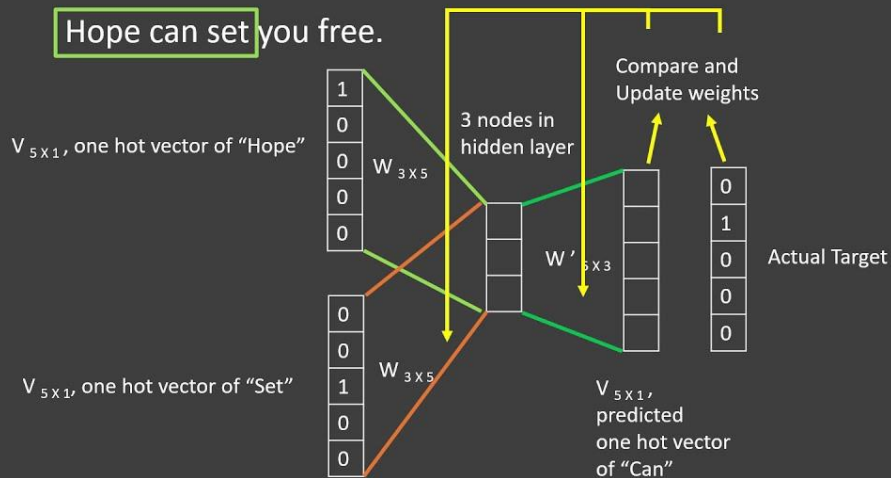 Hope can set you free.
Compare and
Update weights
3 nodes in
hidden layer
V 5 X 1, one hot vector of “Hope”
1
0
0
0
0
W 3 X 5
W ’ 5 X 3
0
1
0
0
0
Actual Target
V 5 X 1, one hot vector of “Set”
0
0
1
0
0
W 3 X 5
V 5 X 1 ,
predicted
one hot vector
of “Can”